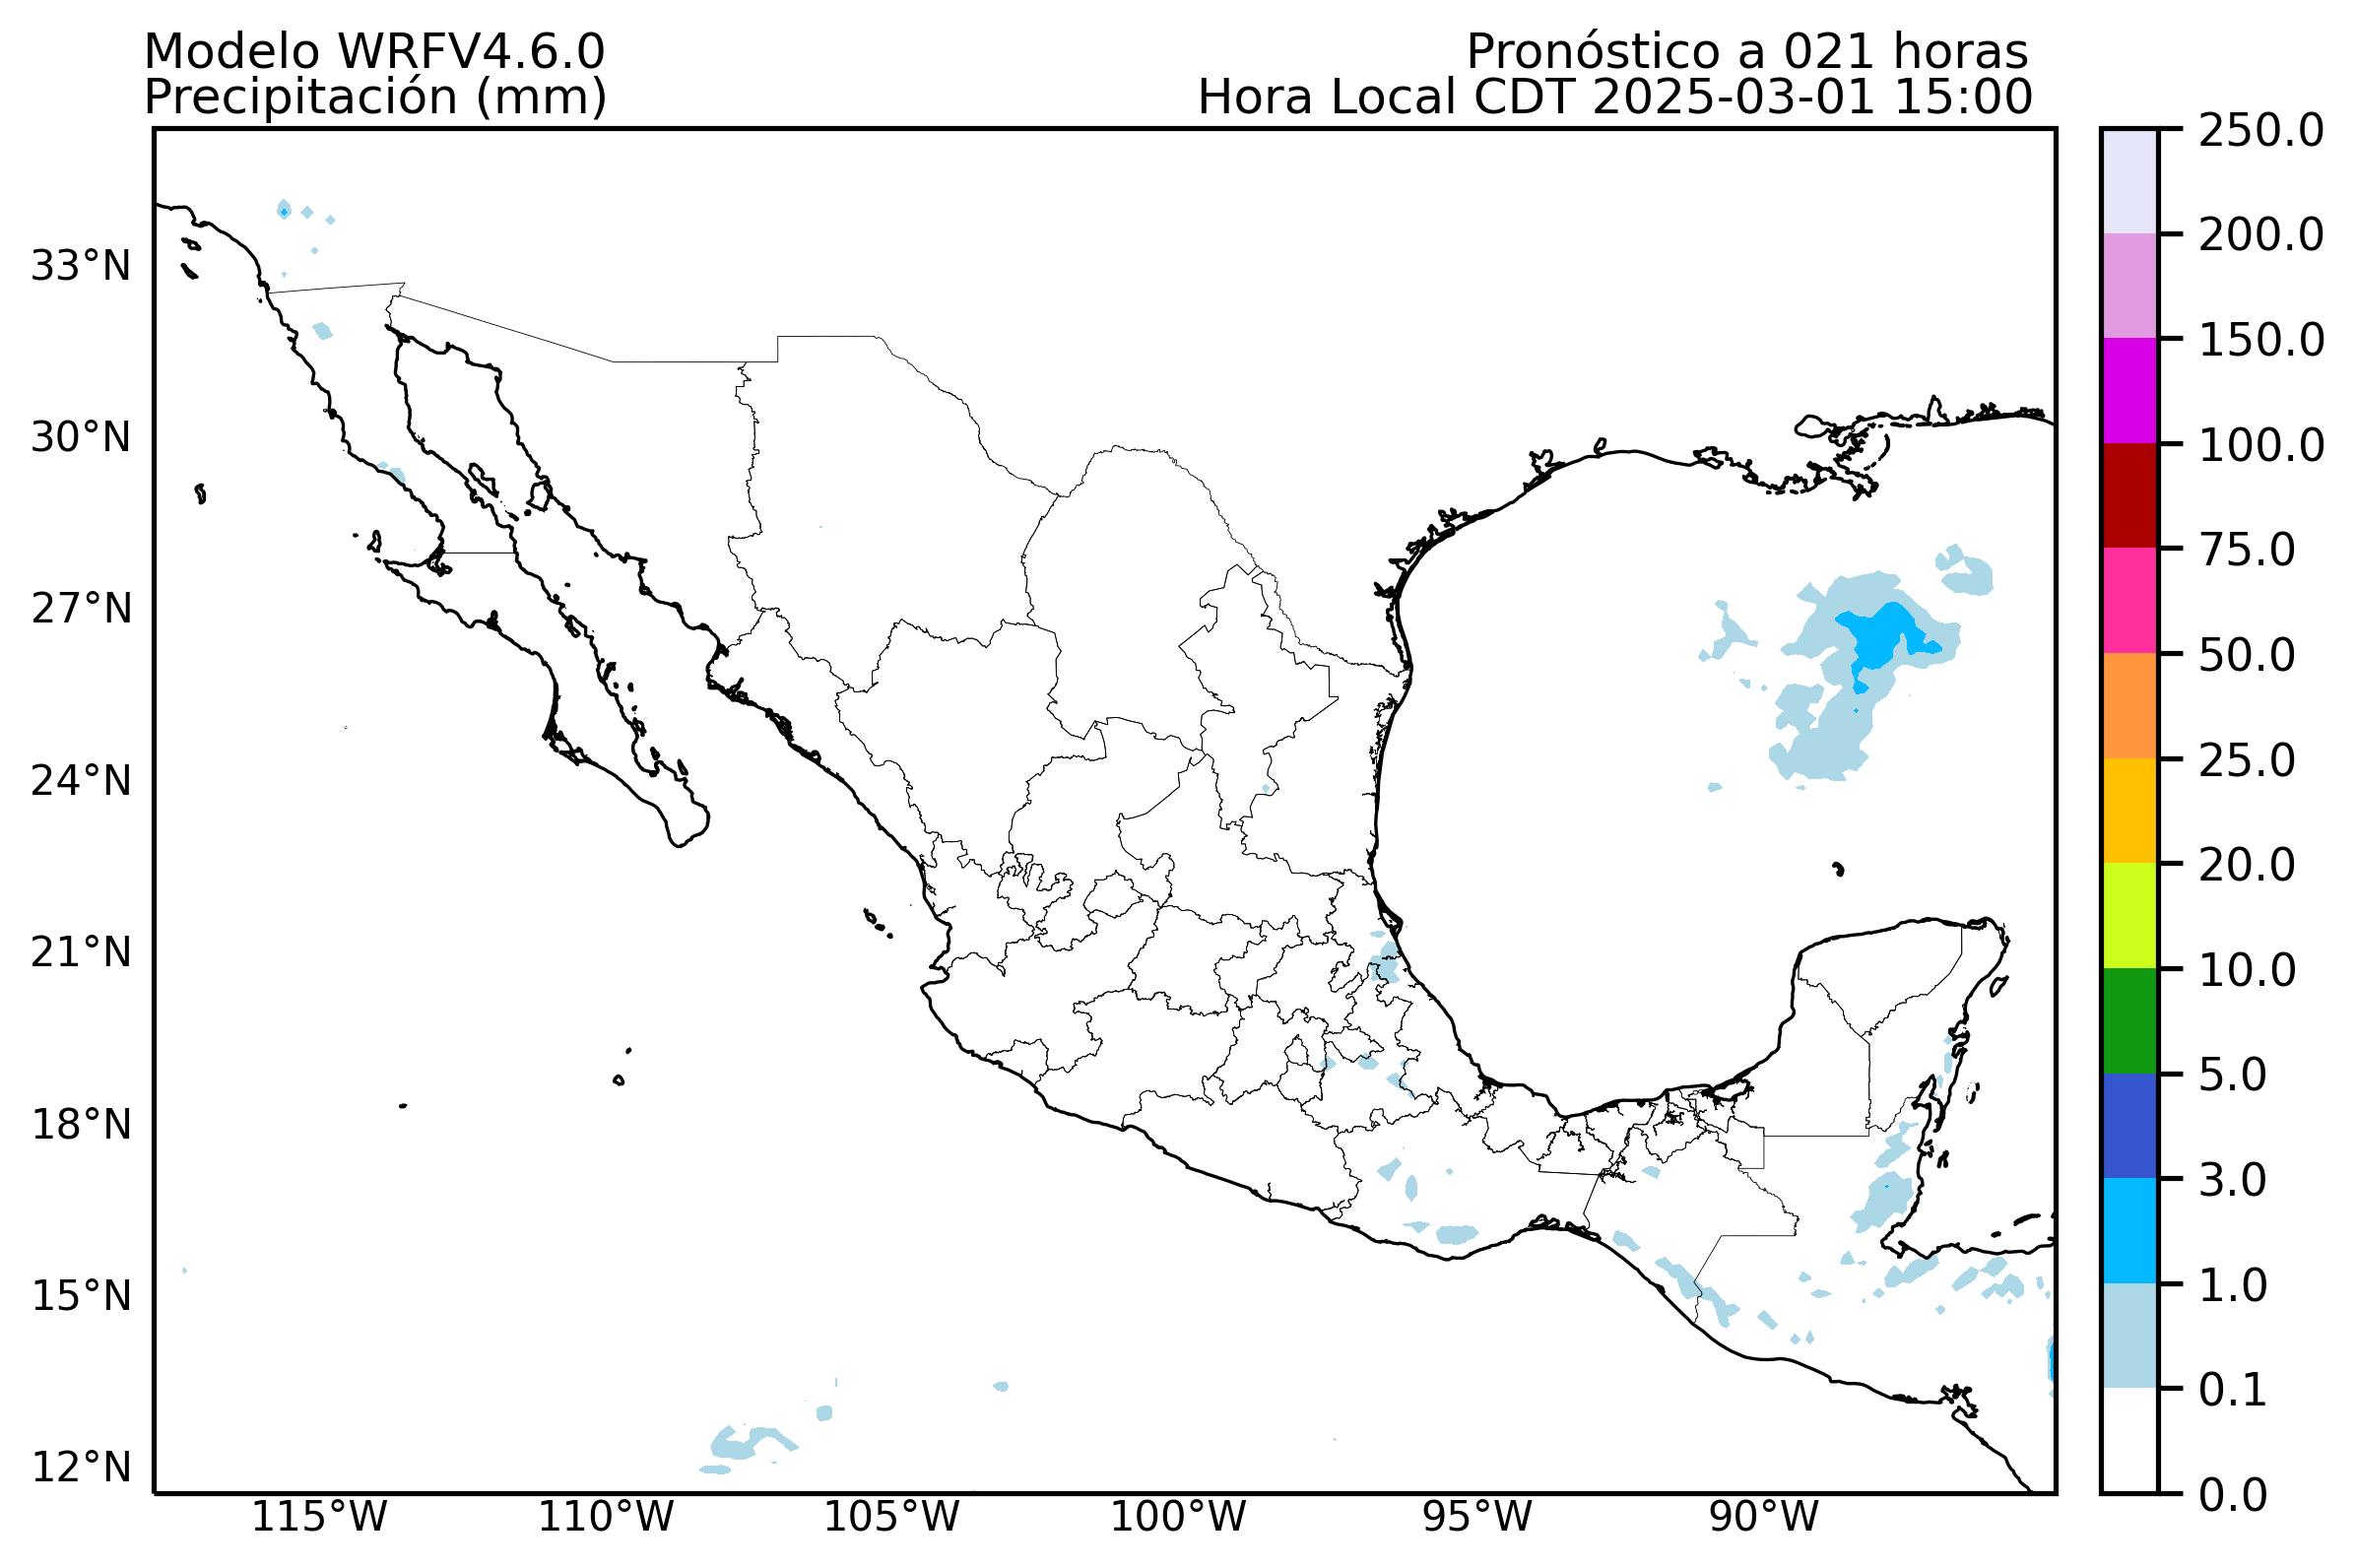 Modelo WRFV4.6.0
Precipitación (mm)
Pronóstico a 021 horas
Hora Local CDT 2025-03-01 15:00
33°N
30°N
27°N
24°N
21°N
18°N
15°N
12°N
115°W
110°W
105°W
100°W
95°W
90°W
250.0
200.0
150.0
100.0
75.0
50.0
25.0
20.0
10.0
5.0
3.0
1.0
0.1
0.0